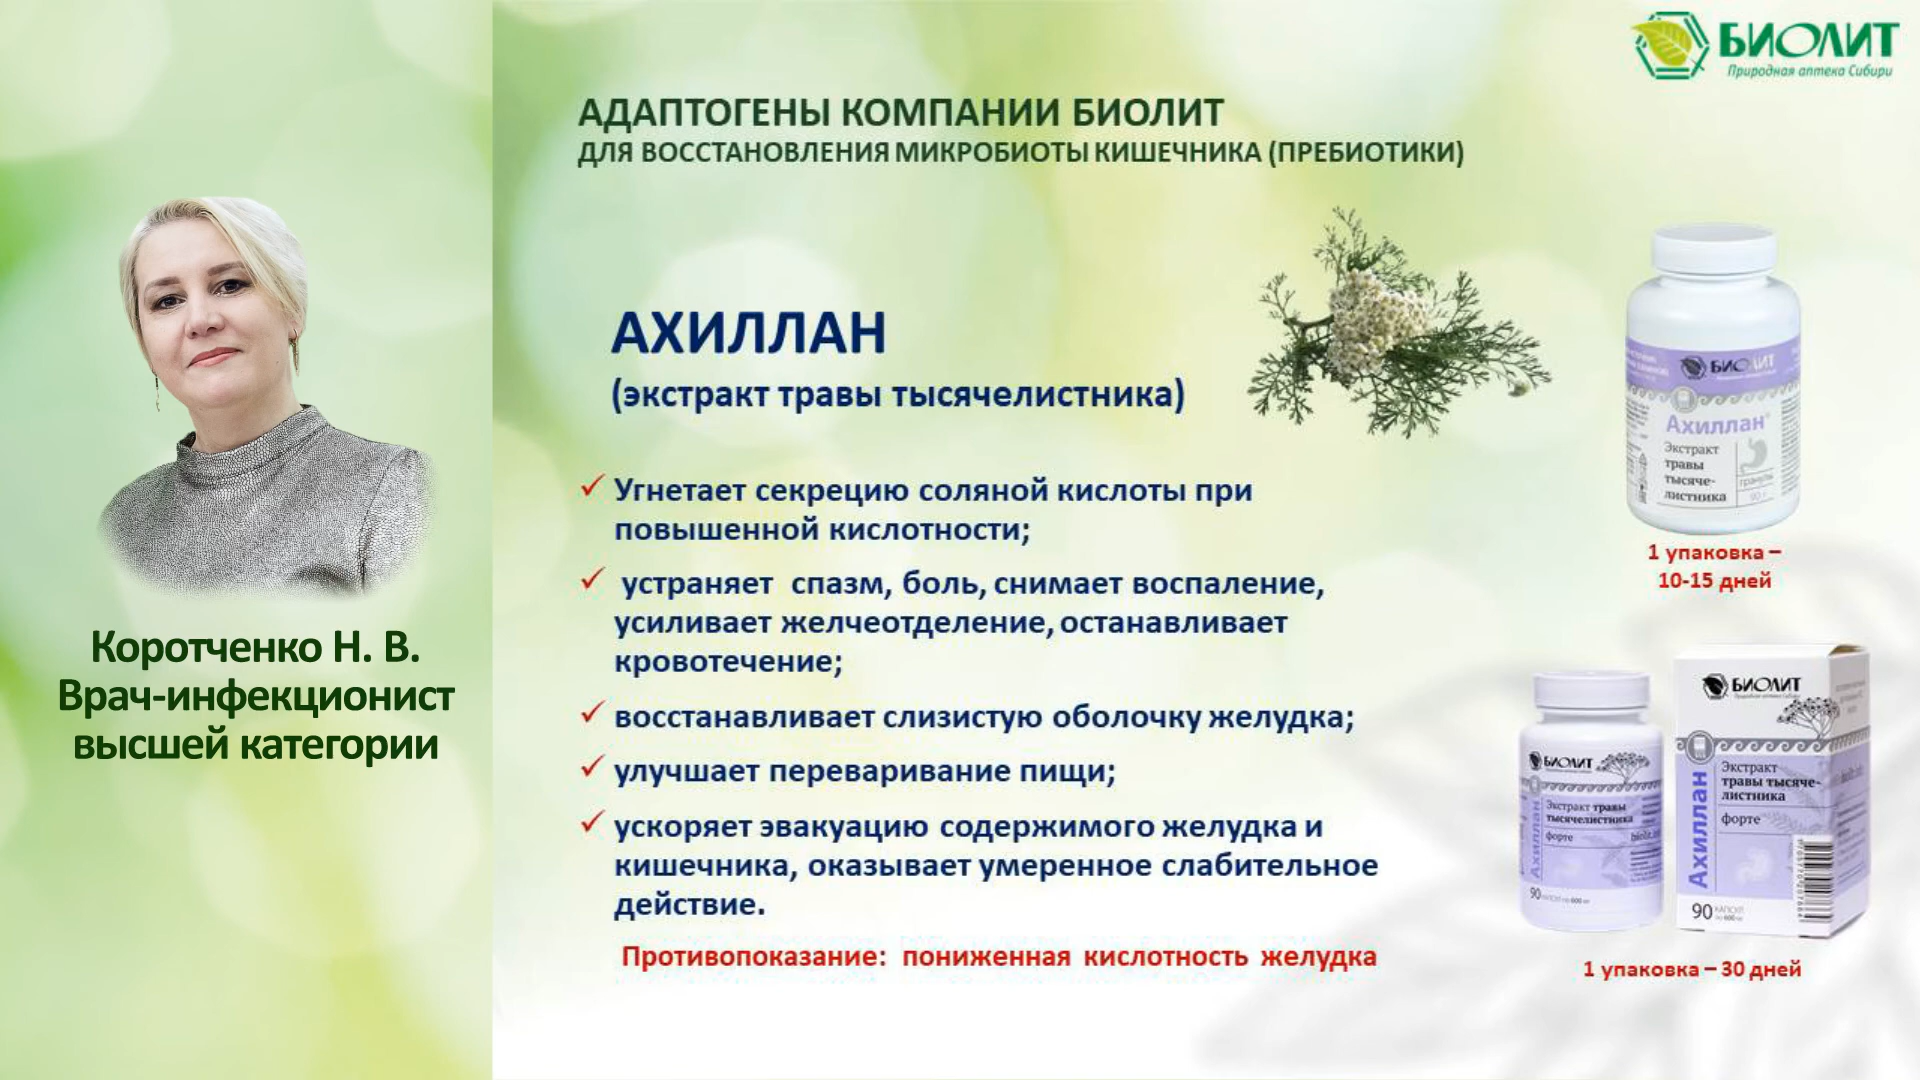 БИОЛИТ
Природная аптека Сибири
АДАПТОГЕНЫ КОМПАНИИ БИОЛИТ
ДЛЯ ВОССТАНОВЛЕНИЯ МИКРОБИОТЫ КИШЕЧНИКА (ПРЕБИОТИКИ)
АХИЛЛАН
(экстракт травы тысячелистника)
Угнетает секрецию соляной кислоты при
повышенной кислотности;
устраняет спазм, боль, снимает воспаление,
усиливает желчеотделение, останавливает
кровотечение;
восстанавливает слизистую оболочку желудка;
улучшает переваривание пищи;
ускоряет эвакуацию содержимого желудка и
кишечника, оказывает умеренное слабительное
действие.
Противопоказание: пониженная кислотность желудка
Коротченко Н. В.
Врач-инфекционист
высшей категории
БИОЛИТ
Ахиллан®
Экстракт
травы
тысяче-
листника
гранулы
90 г
1 упаковка –
10-15 дней
БИОЛИТ
Экстракт травы
тысячелистника
форте
Ахиллан
90
БИОЛИТ
Экстракт
травы тысяче-
листника
форте
Ахиллан
90 КАПСУЛ
1 упаковка – 30 дней